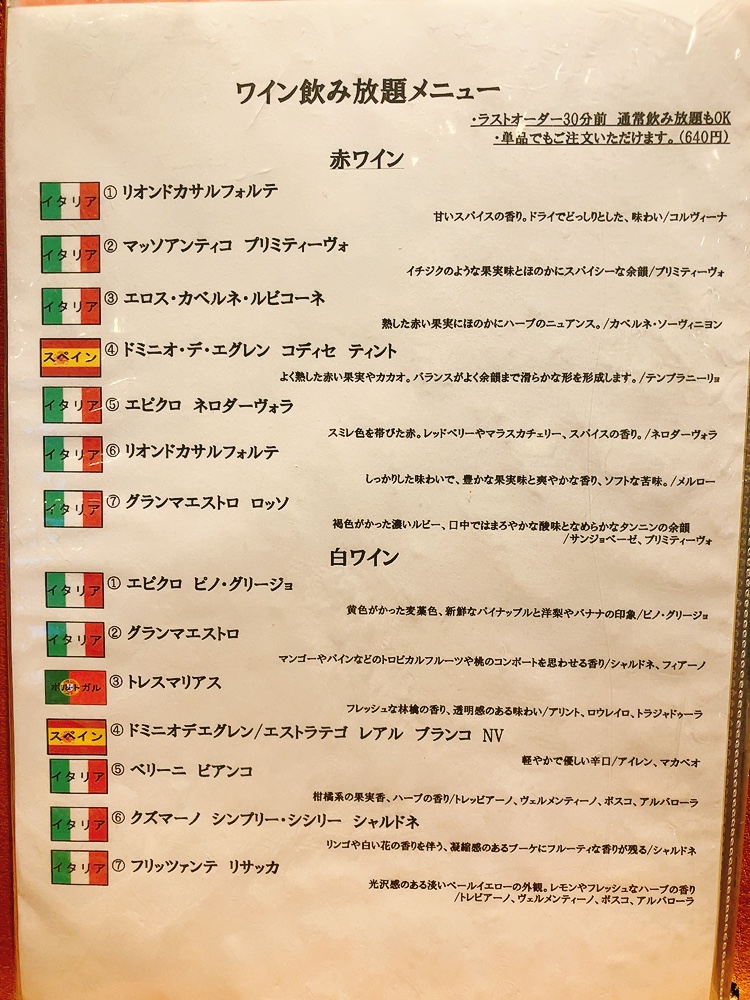 ワイン飲み放題メニュー
・ラストオーダー30分前 通常飲み放題もOK
・単品でもご注文いただけます。(640円)
赤ワイン
イタリア ① リオンドカサルフォルテ
甘いスパイスの香り。ドライでどっしりとした、味わい/コルヴィーナ
イタリア ② マッソアンティコ プリミティーヴォ
イチジクのような果実味とほのかにスパイシーな余韻/プリミティーヴォ
イタリア ③ エロス・カベルネ・ルビコーネ
熟した赤い果実にほのかにハーブのニュアンス。/カベルネ・ソーヴィニヨン
スペイン ④ ドミニオ・デ・エグレン コディセ ティント
よく熟した赤い果実やカカオ。バランスがよく余韻まで滑らかな形を形成します。/テンプラニーリョ
イタリア ⑤ エピクロ ネロダーヴォラ
スミレ色を帯びた赤。レッドベリーやマラスカチェリー、スパイスの香り。/ネロダーヴォラ
イタリア ⑥ リオンドカサルフォルテ
しっかりした味わいで、豊かな果実味と爽やかな香り、ソフトな苦味。/メルロー
イタリア ⑦ グランマエストロ ロッソ
褐色がかった濃いルビー、口中ではまろやかな酸味となめらかなタンニンの余韻
/サンジョベーゼ、プリミティーヴォ
白ワイン
イタリア ① エピクロ ピノ・グリージョ
黄色がかった麦藁色、新鮮なパイナップルと洋梨やバナナの印象/ピノ・グリージョ
イタリア ② グランマエストロ
マンゴーやパインなどのトロピカルフルーツや桃のコンポートを思わせる香り/シャルドネ、フィアーノ
ポルトガル ③ トレスマリアス
フレッシュな林檎の香り、透明感のある味わい/アリント、ロウレイロ、トラジャドゥーラ
スペイン ④ ドミニオデエグレン/エストラテゴ レアル ブランコ NV
軽やかで優しい辛口/アイレン、マカベオ
イタリア ⑤ ベリーニ ビアンコ
柑橘系の果実香、ハーブの香り/トレッビアーノ、ヴェルメンティーノ、ボスコ、アルバローラ
イタリア ⑥ クズマーノ シンプリー・シシリー シャルドネ
リンゴや白い花の香りを伴う、凝縮感のあるブーケにフルーティな香りが残る/シャルドネ
イタリア ⑦ フリッツァンテ リサッカ
光沢感のある淡いペールイエローの外観。レモンやフレッシュなハーブの香り
/トレビアーノ、ヴェルメンティーノ、ボスコ、アルバローラ